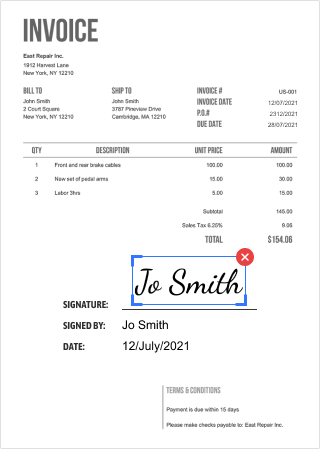 INVOICE
East Repair Inc.
1912 Harvest Lane
New York, NY 12210
BILL TO
John Smith
2 Court Square
New York, NY 12210
SHIP TO
John Smith
3787 Pineview Drive
Cambridge, MA 12210
INVOICE # US-001
INVOICE DATE 12/07/2021
P.O.# 2312/2021
DUE DATE 28/07/2021
QTY DESCRIPTION UNIT PRICE AMOUNT
1 Front and rear brake cables 100.00 100.00
2 New set of pedal arms 15.00 30.00
3 Labor 3hrs 5.00 15.00
Subtotal 145.00
Sales Tax 6.25% 9.06
TOTAL $154.06
Jo Smith
SIGNATURE:
SIGNED BY: Jo Smith
DATE: 12/July/2021
TERMS & CONDITIONS
Payment is due within 15 days
Please make checks payable to: East Repair Inc.